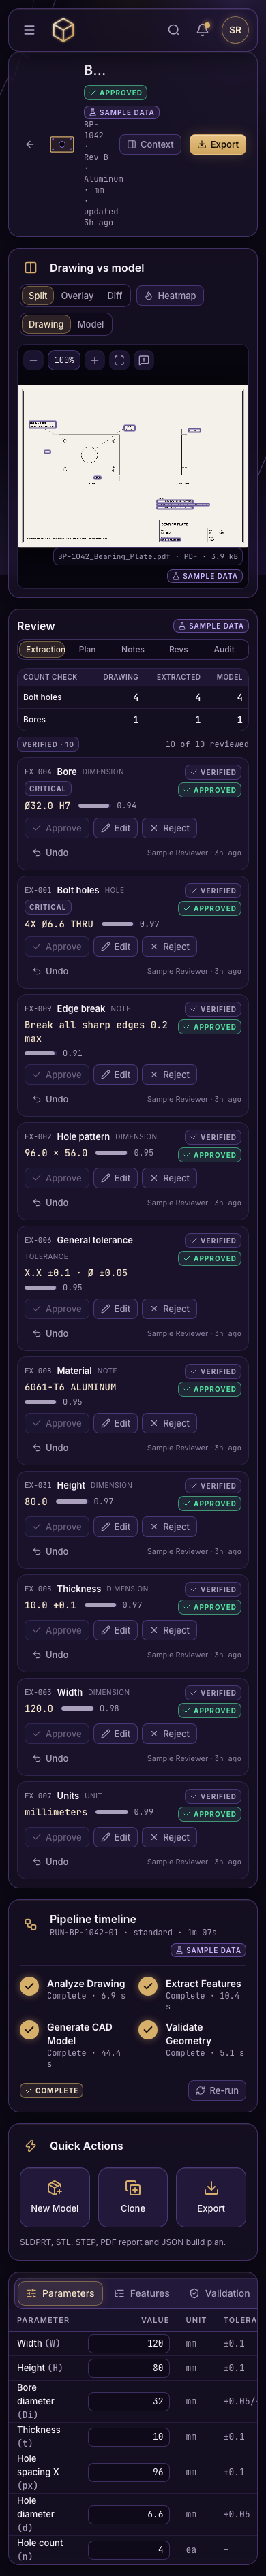 SR
B...
APPROVED
SAMPLE DATA
BP-
1042
·
Rev B
·
Aluminum
· mm
·
updated
3h ago
Context
Export
Drawing vs model
Split
Overlay
Diff
Heatmap
Drawing
Model
100%
BP-1042_Bearing_Plate.pdf · PDF · 3.9 kB
SAMPLE DATA
Review
SAMPLE DATA
Extraction
Plan
Notes
Revs
Audit
COUNT CHECK DRAWING EXTRACTED MODEL
Bolt holes 4 4 4
Bores 1 1 1
VERIFIED · 10
10 of 10 reviewed
EX-004 Bore DIMENSION
VERIFIED
CRITICAL
APPROVED
Ø32.0 H7 0.94
Approve Edit Reject
Undo
Sample Reviewer · 3h ago
EX-001 Bolt holes HOLE
VERIFIED
CRITICAL
APPROVED
4X Ø6.6 THRU 0.97
Approve Edit Reject
Undo
Sample Reviewer · 3h ago
EX-009 Edge break NOTE
VERIFIED
APPROVED
Break all sharp edges 0.2
max
0.91
Approve Edit Reject
Undo
Sample Reviewer · 3h ago
EX-002 Hole pattern DIMENSION
VERIFIED
APPROVED
96.0 × 56.0 0.95
Approve Edit Reject
Undo
Sample Reviewer · 3h ago
EX-006 General tolerance
VERIFIED
TOLERANCE
APPROVED
X.X ±0.1 · Ø ±0.05
0.95
Approve Edit Reject
Undo
Sample Reviewer · 3h ago
EX-008 Material NOTE
VERIFIED
APPROVED
6061-T6 ALUMINUM
0.95
Approve Edit Reject
Undo
Sample Reviewer · 3h ago
EX-031 Height DIMENSION
VERIFIED
APPROVED
80.0 0.97
Approve Edit Reject
Undo
Sample Reviewer · 3h ago
EX-005 Thickness DIMENSION
VERIFIED
APPROVED
10.0 ±0.1 0.97
Approve Edit Reject
Undo
Sample Reviewer · 3h ago
EX-003 Width DIMENSION
VERIFIED
APPROVED
120.0 0.98
Approve Edit Reject
Undo
Sample Reviewer · 3h ago
EX-007 Units UNIT
VERIFIED
APPROVED
millimeters 0.99
Approve Edit Reject
Undo
Sample Reviewer · 3h ago
Pipeline timeline
RUN-BP-1042-01 · standard · 1m 07s
SAMPLE DATA
Analyze Drawing
Complete · 6.9 s
Extract Features
Complete · 10.4
s
Generate CAD
Model
Complete · 44.4
s
Validate
Geometry
Complete · 5.1 s
COMPLETE
Re-run
Quick Actions
New Model
Clone
Export
SLDPRT, STL, STEP, PDF report and JSON build plan.
Parameters
Features
Validation
PARAMETER VALUE UNIT TOLERA
Width (W) 120 mm ±0.1
Height (H) 80 mm ±0.1
Bore
diameter
(Di)
32 mm +0.05/
Thickness
(t)
10 mm ±0.1
Hole
spacing X
(px)
96 mm ±0.1
Hole
diameter
(d)
6.6 mm ±0.05
Hole count
(n)
4 ea –